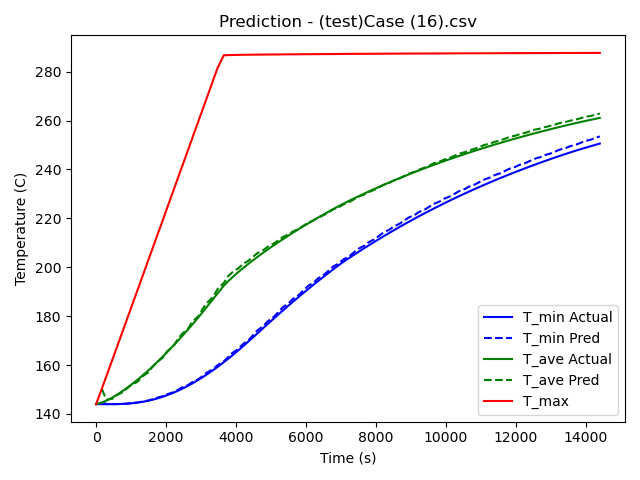 Prediction - (test)Case (16).csv
Temperature (C)
280
260
240
220
200
180
160
140
0 2000 4000 6000 8000 10000 12000 14000
Time (s)
T_min Actual
T_min Pred
T_ave Actual
T_ave Pred
T_max